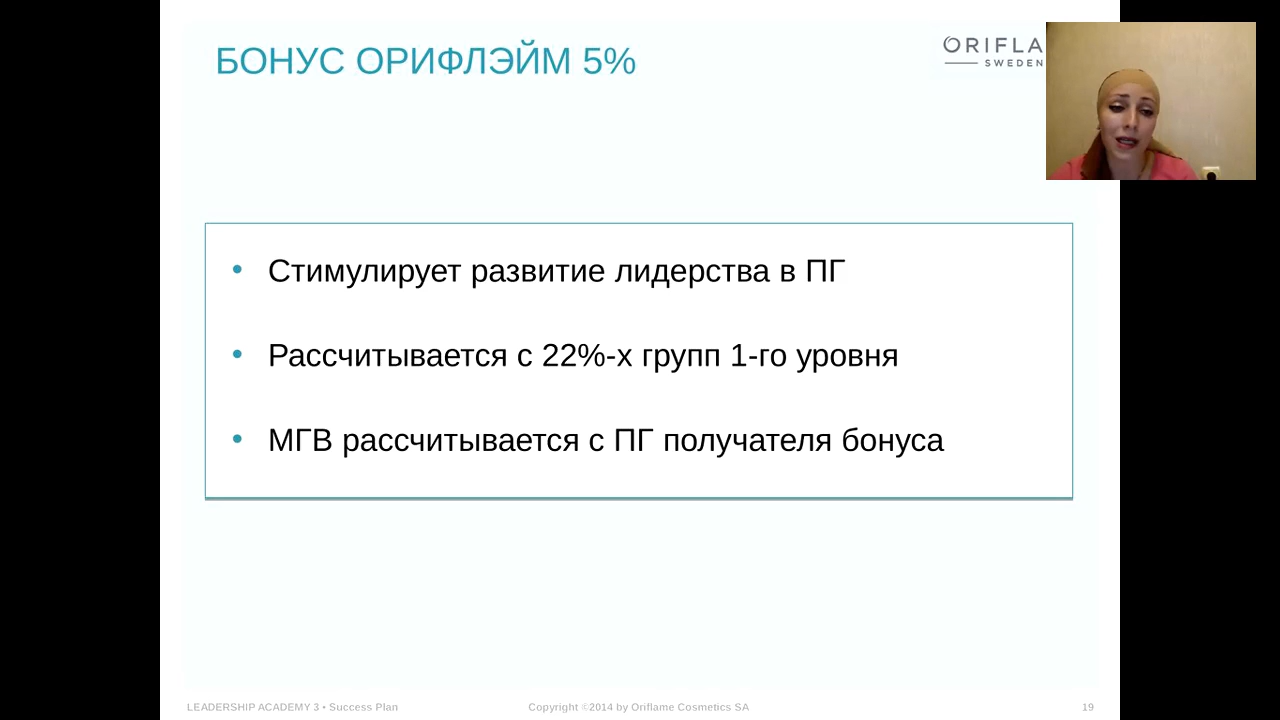 БОНУС ОРИФЛЭЙМ 5%
ORIFLA
SWEDEN
• Стимулирует развитие лидерства в ПГ
• Рассчитывается с 22%-х групп 1-го уровня
• МГВ рассчитывается с ПГ получателя бонуса
LEADERSHIP ACADEMY 3 • Success Plan Copyright ©2014 by Oriflame Cosmetics SA 19